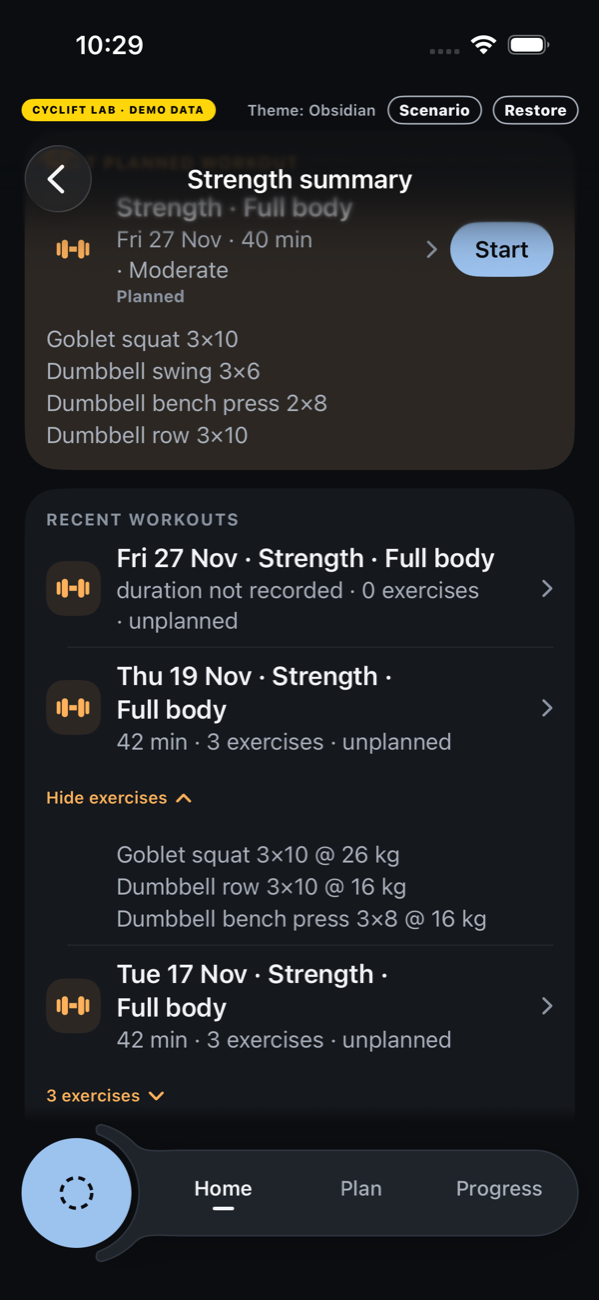 10:29
CYCLIFT LAB · DEMO DATA
Theme: Obsidian
Scenario
Restore
PLANNED WORKOUT
Strength summary
Strength · Full body
Fri 27 Nov · 40 min
· Moderate
Planned
Start
Goblet squat 3×10
Dumbbell swing 3×6
Dumbbell bench press 2×8
Dumbbell row 3×10
RECENT WORKOUTS
Fri 27 Nov · Strength · Full body
duration not recorded · 0 exercises
· unplanned
Thu 19 Nov · Strength ·
Full body
42 min · 3 exercises · unplanned
Hide exercises
Goblet squat 3×10 @ 26 kg
Dumbbell row 3×10 @ 16 kg
Dumbbell bench press 3×8 @ 16 kg
Tue 17 Nov · Strength ·
Full body
42 min · 3 exercises · unplanned
3 exercises
Home
Plan
Progress